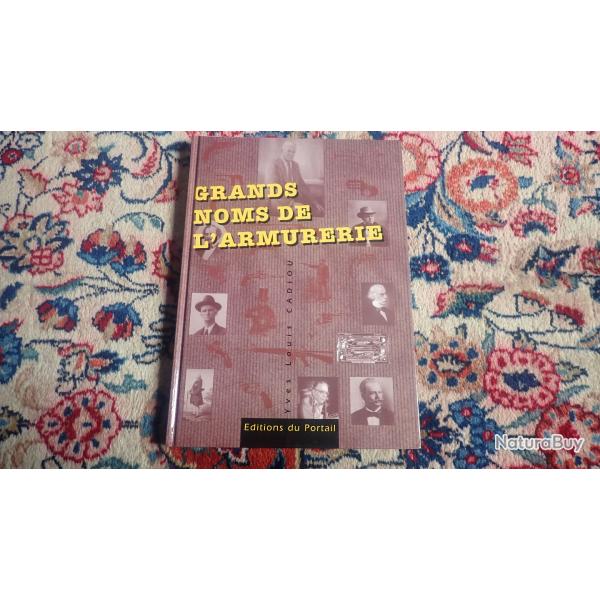 GRANDS
NOMS DE
L'ARMURERIE
Yves Louis CADIOU
Editions du Portail
NaturaBuy